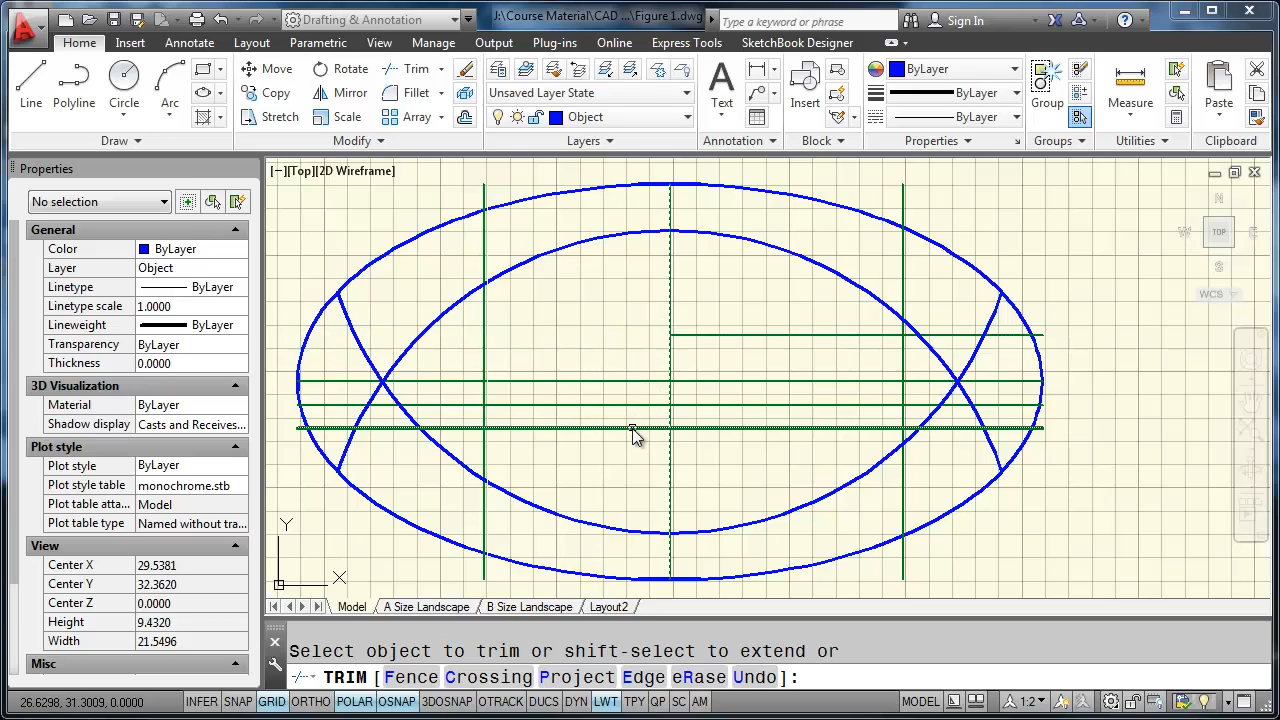 Drafting & Annotation
J:\Course Material\CAD ...\Figure 1.dwg
Type a keyword or phrase
Sign In
Home Insert Annotate Layout Parametric View Manage Output Plug-ins Online Express Tools SketchBook Designer
Line Polyline Circle Arc
Move Rotate Trim
Copy Mirror Fillet
Stretch Scale Array
Unsaved Layer State
Object
Text
Insert
ByLayer
ByLayer
ByLayer
Group
Measure
Paste
Draw Modify Layers Annotation Block Properties Groups Utilities Clipboard
Properties
No selection
General
Color ByLayer
Layer Object
Linetype ByLayer
Linetype scale 1.0000
Lineweight ByLayer
Transparency ByLayer
Thickness 0.0000
3D Visualization
Material ByLayer
Shadow display Casts and Receives...
Plot style
Plot style ByLayer
Plot style table monochrome.stb
Plot table atta... Model
Plot table type Named without tra...
View
Center X 29.5381
Center Y 32.3620
Center Z 0.0000
Height 9.4320
Width 21.5496
Misc
[−][Top][2D Wireframe]
N
W TOP E
S
WCS
Y
X
Model A Size Landscape B Size Landscape Layout2
Select object to trim or shift-select to extend or
TRIM [Fence Crossing Project Edge eRase Undo]:
26.6298, 31.3009, 0.0000
INFER SNAP GRID ORTHO POLAR OSNAP 3DOSNAP OTRACK DUCS DYN LWT TPY QP SC AM
MODEL
1:2